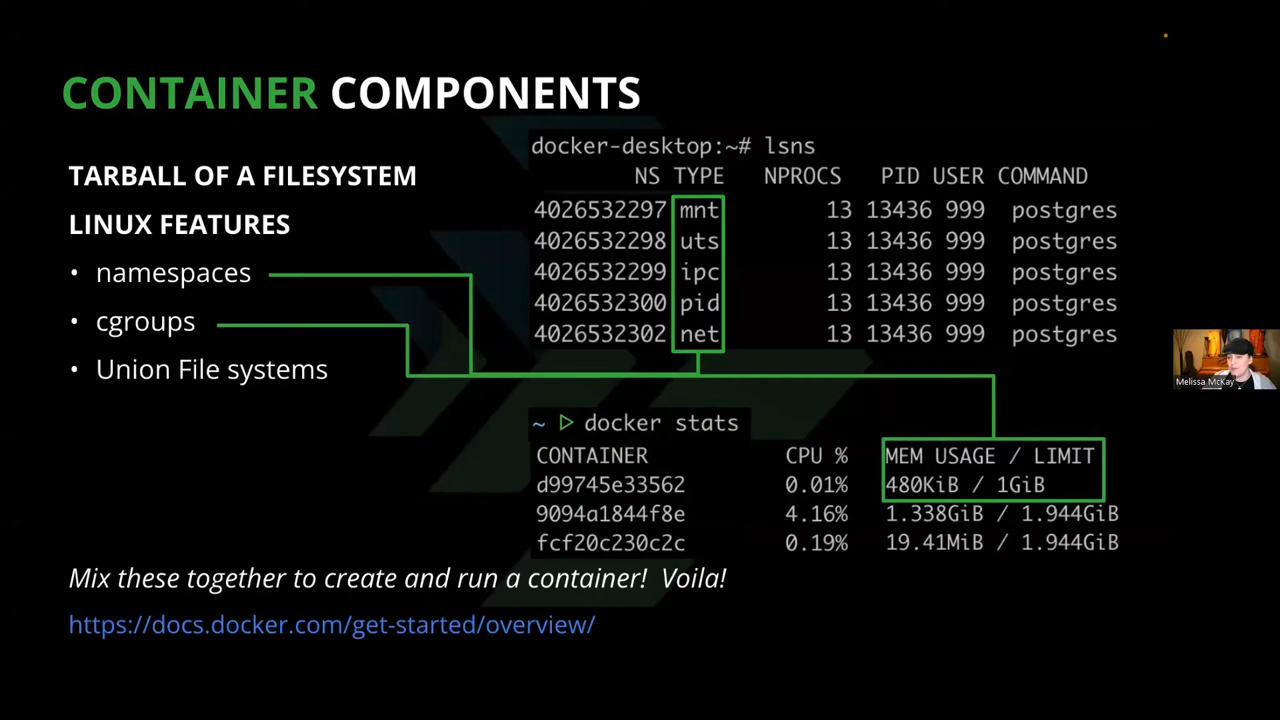 CONTAINER COMPONENTS
TARBALL OF A FILESYSTEM
LINUX FEATURES
• namespaces
• cgroups
• Union File systems
docker-desktop:~# lsns
NS TYPE NPROCS PID USER COMMAND
4026532297 mnt 13 13436 999 postgres
4026532298 uts 13 13436 999 postgres
4026532299 ipc 13 13436 999 postgres
4026532300 pid 13 13436 999 postgres
4026532302 net 13 13436 999 postgres
~ ▷ docker stats
CONTAINER CPU % MEM USAGE / LIMIT
d99745e33562 0.01% 480KiB / 1GiB
9094a1844f8e 4.16% 1.338GiB / 1.944GiB
fcf20c230c2c 0.19% 19.41MiB / 1.944GiB
Mix these together to create and run a container! Voila!
https://docs.docker.com/get-started/overview/
Melissa McKay